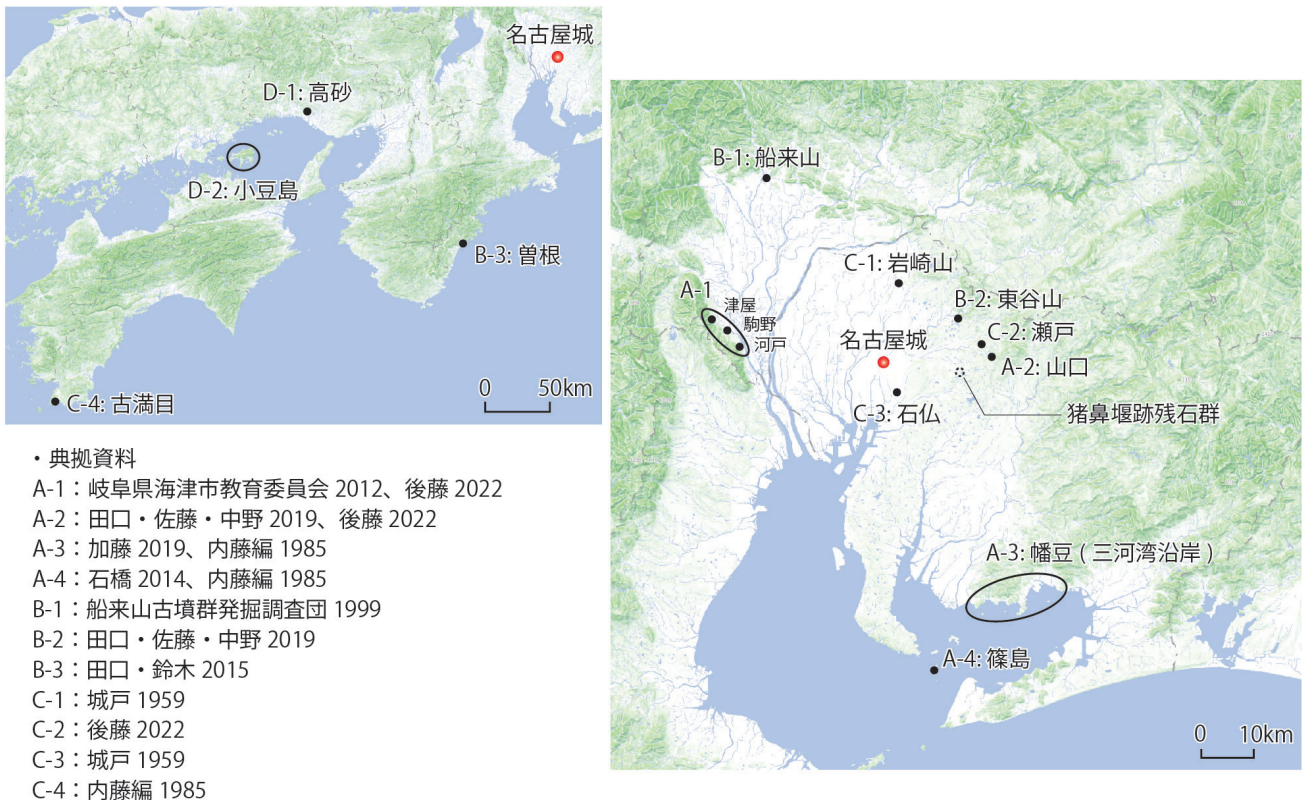 名古屋城
D-1: 高砂
D-2: 小豆島
B-3: 曽根
C-4: 古満目
0 50km
B-1: 船来山
C-1: 岩崎山
A-1
津屋
駒野
河戸
B-2: 東谷山
C-2: 瀬戸
名古屋城
A-2: 山口
C-3: 石仏
猪鼻堰跡残石群
A-3: 幡豆 ( 三河湾沿岸 )
A-4: 篠島
0 10km
・典拠資料
A-1：岐阜県海津市教育委員会 2012、後藤 2022
A-2：田口・佐藤・中野 2019、後藤 2022
A-3：加藤 2019、内藤編 1985
A-4：石橋 2014、内藤編 1985
B-1：船来山古墳群発掘調査団 1999
B-2：田口・佐藤・中野 2019
B-3：田口・鈴木 2015
C-1：城戸 1959
C-2：後藤 2022
C-3：城戸 1959
C-4：内藤編 1985